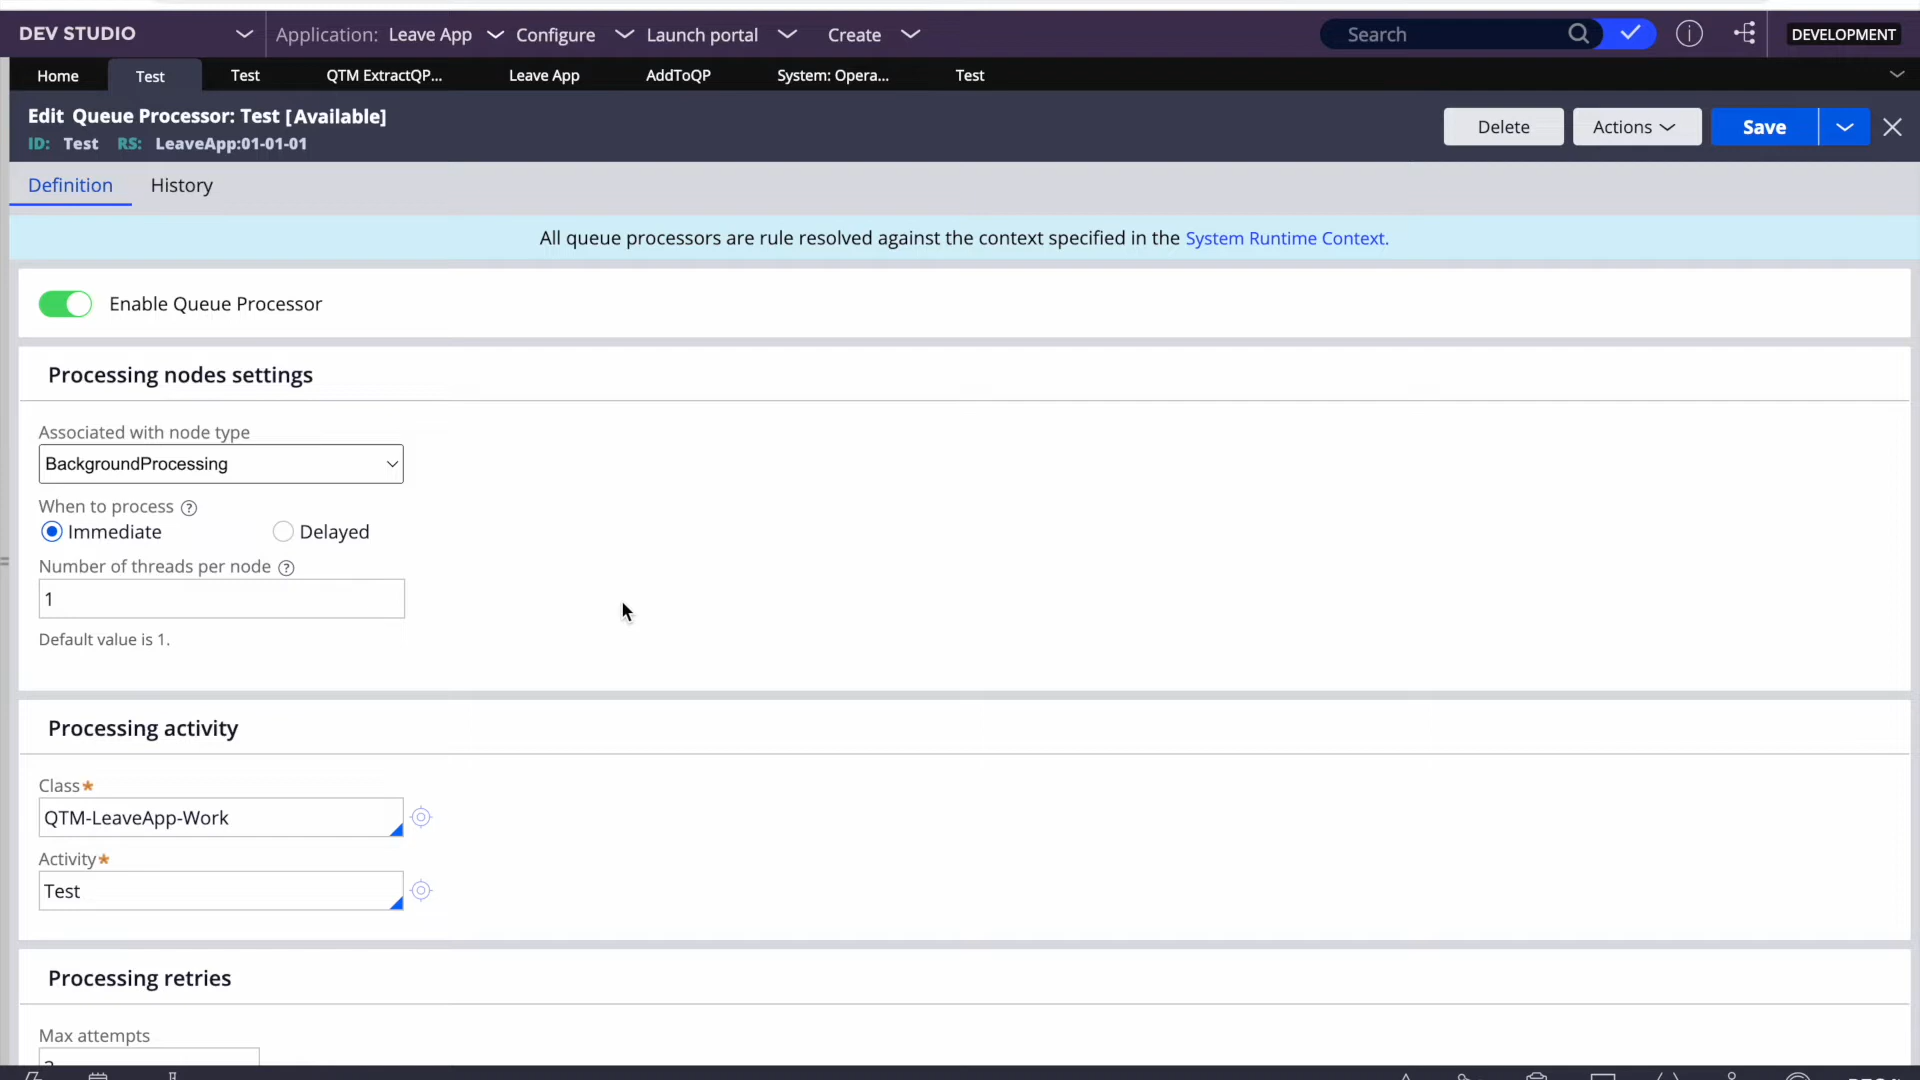 DEV STUDIO Application: Leave App Configure Launch portal Create Search DEVELOPMENT
Home Test Test QTM ExtractQP... Leave App AddToQP System: Opera... Test
Edit Queue Processor: Test [Available]
ID: Test RS: LeaveApp:01-01-01
Delete Actions Save
Definition History
All queue processors are rule resolved against the context specified in the System Runtime Context.
Enable Queue Processor
Processing nodes settings
Associated with node type
BackgroundProcessing
When to process
Immediate Delayed
Number of threads per node
1
Default value is 1.
Processing activity
Class*
QTM-LeaveApp-Work
Activity*
Test
Processing retries
Max attempts